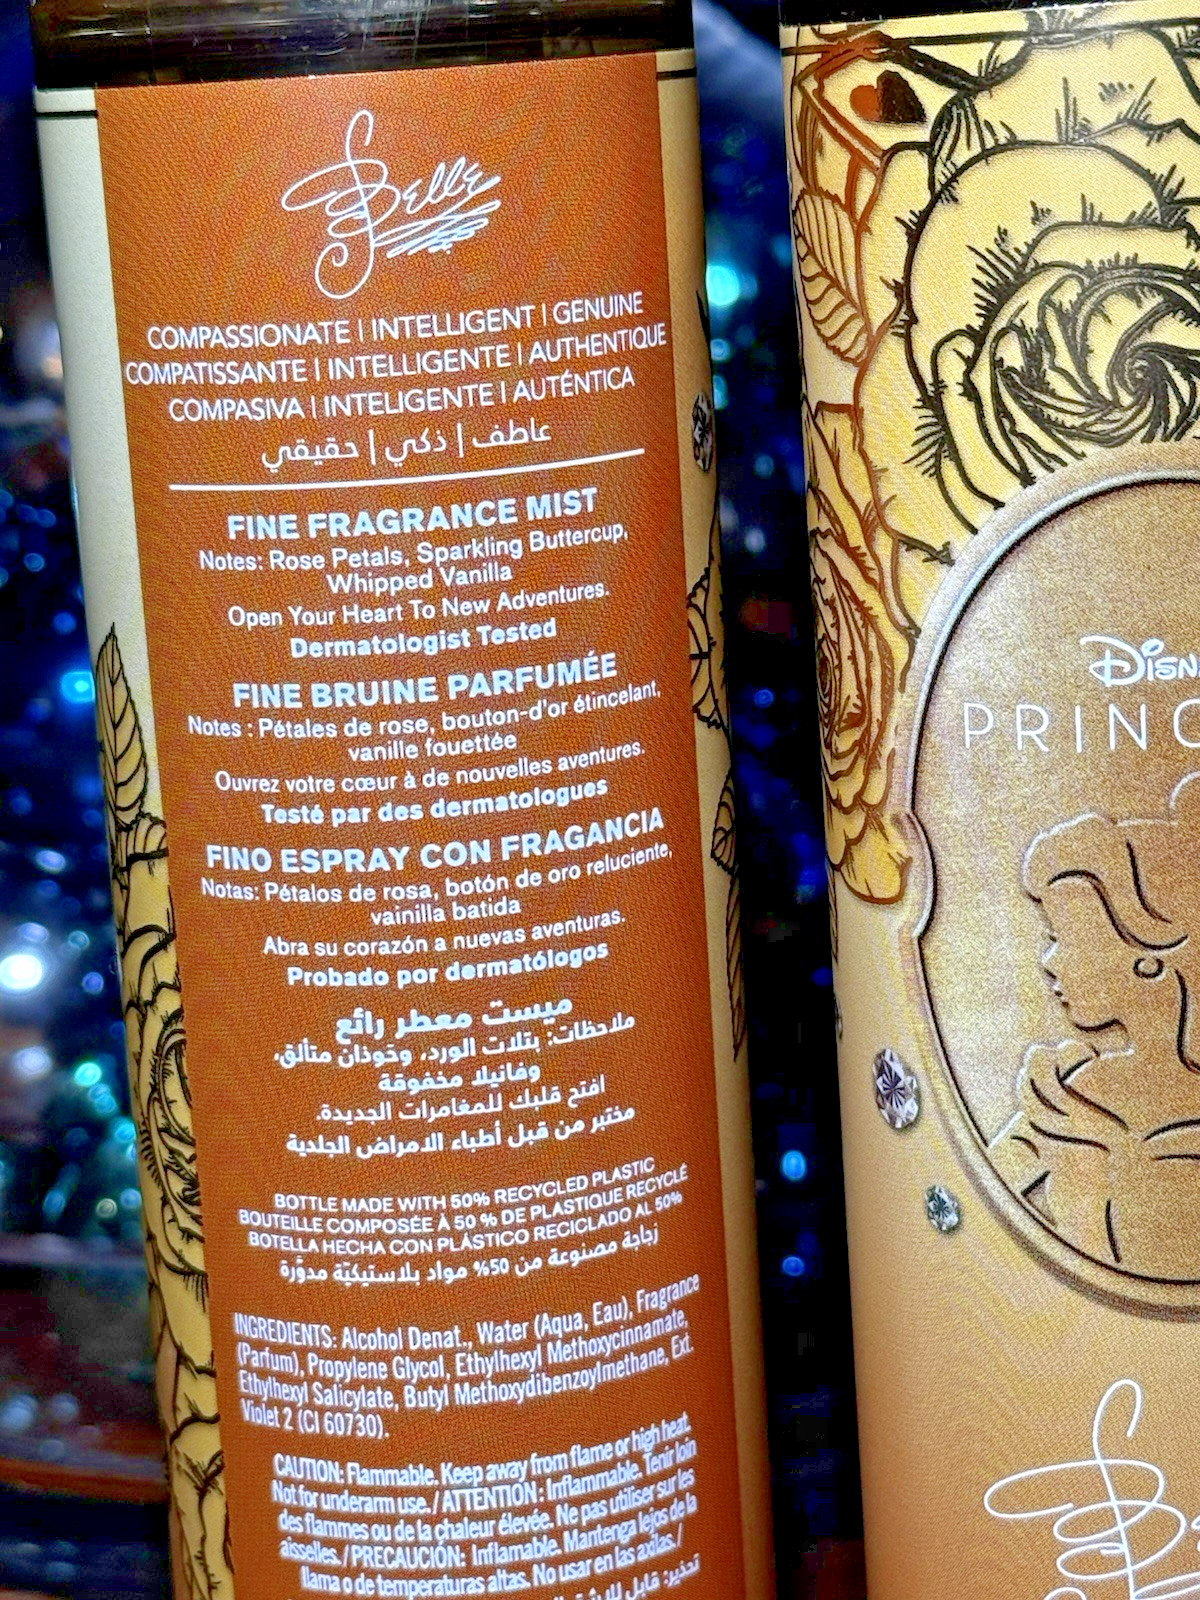 Belle
COMPASSIONATE | INTELLIGENT | GENUINE
COMPATISSANTE | INTELLIGENTE | AUTHENTIQUE
COMPASIVA | INTELIGENTE | AUTÉNTICA
عاطف | ذكي | حقيقي
FINE FRAGRANCE MIST
Notes: Rose Petals, Sparkling Buttercup,
Whipped Vanilla
Open Your Heart To New Adventures.
Dermatologist Tested
FINE BRUINE PARFUMÉE
Notes : Pétales de rose, bouton-d'or étincelant,
vanille fouettée
Ouvrez votre cœur à de nouvelles aventures.
Testé par des dermatologues
FINO ESPRAY CON FRAGANCIA
Notas: Pétalos de rosa, botón de oro reluciente,
vainilla batida
Abra su corazón a nuevas aventuras.
Probado por dermatólogos
ميست معطر رائع
ملاحظات: بتلات الورد، وخوذان متألق،
وفانيلا مخفوقة
افتح قلبك للمغامرات الجديدة.
مختبر من قبل أطباء الامراض الجلدية
BOTTLE MADE WITH 50% RECYCLED PLASTIC
BOUTEILLE COMPOSÉE À 50 % DE PLASTIQUE RECYCLÉ
BOTELLA HECHA CON PLÁSTICO RECICLADO AL 50%
زجاجة مصنوعة من 50% مواد بلاستيكيّة مدوّرة
INGREDIENTS: Alcohol Denat., Water (Aqua, Eau), Fragrance
(Parfum), Propylene Glycol, Ethylhexyl Methoxycinnamate,
Ethylhexyl Salicylate, Butyl Methoxydibenzoylmethane, Ext.
Violet 2 (CI 60730).
CAUTION: Flammable. Keep away from flame or high heat.
Not for underarm use. / ATTENTION : Inflammable. Tenir loin
des flammes ou de la chaleur élevée. Ne pas utiliser sur les
aisselles. / PRECAUCIÓN: Inflamable. Mantenga lejos de la
llama o de temperaturas altas. No usar en las axilas. /
تحذير: قابل
DISN
PRINC